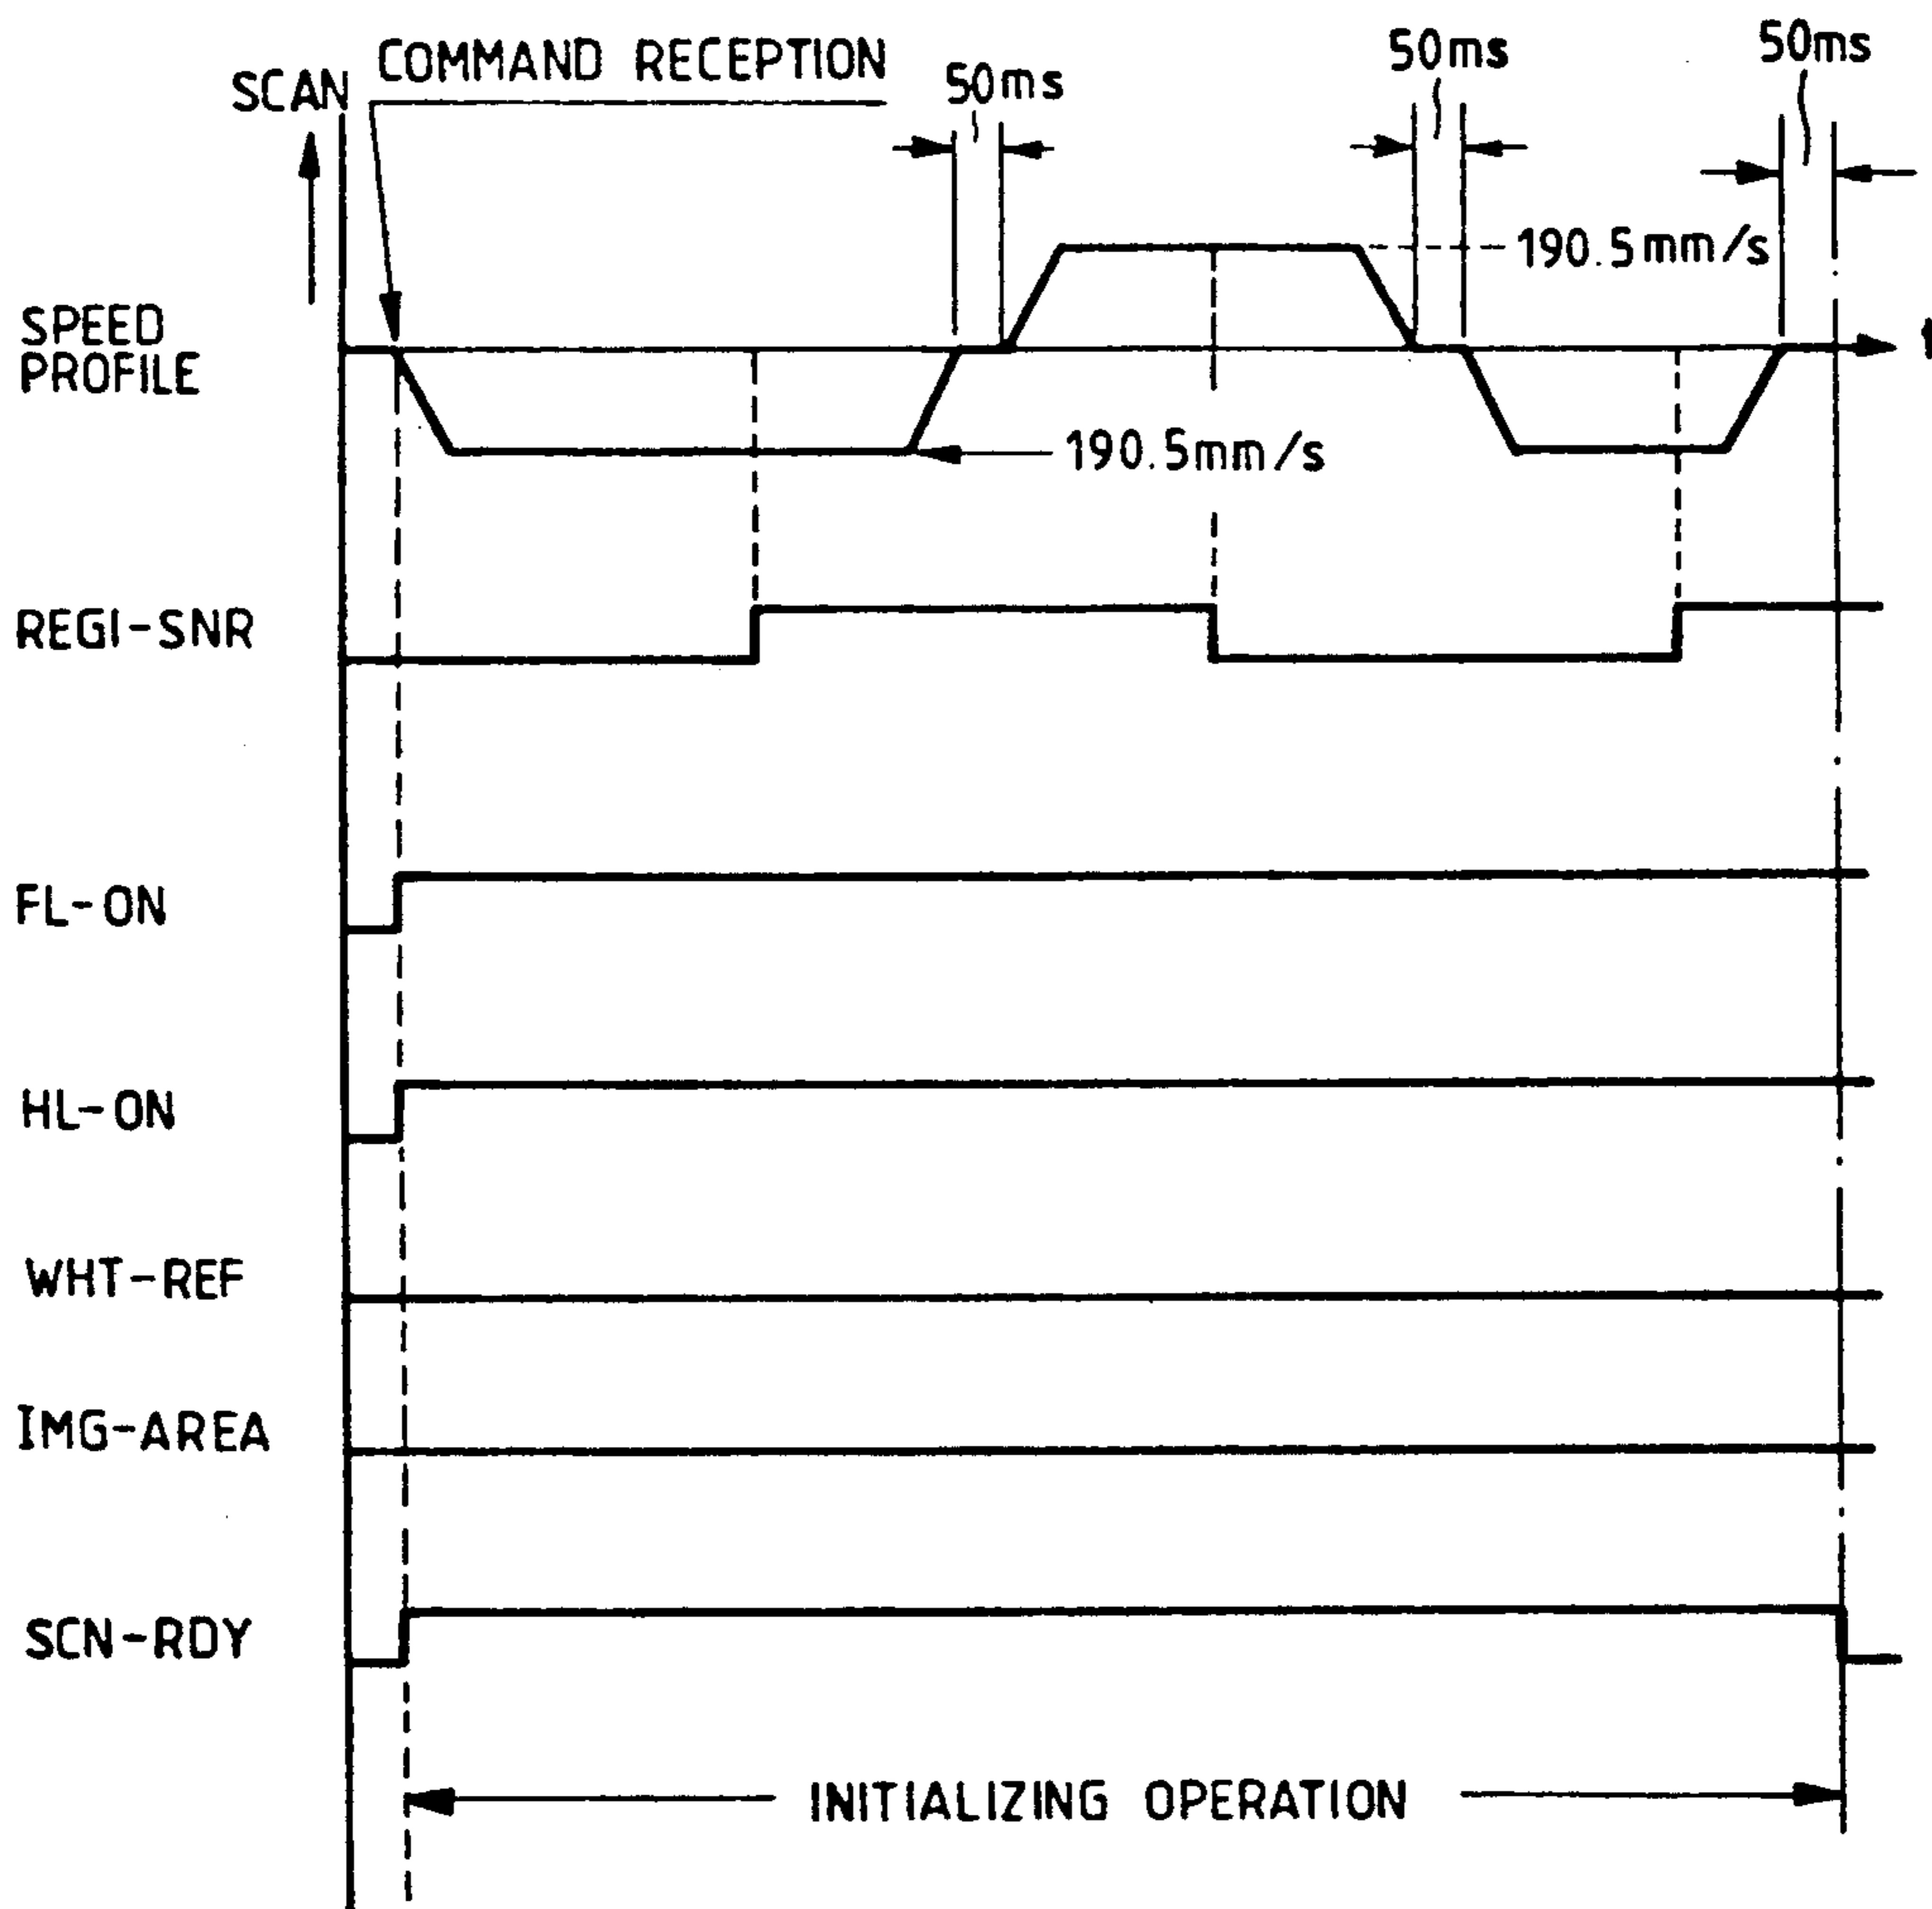 COMMAND RECEPTION
SCAN
50ms
50ms
50ms
190.5mm/s
SPEED
PROFILE
t
190.5mm/s
REGI-SNR
FL-ON
HL-ON
WHT-REF
IMG-AREA
SCN-RDY
INITIALIZING OPERATION